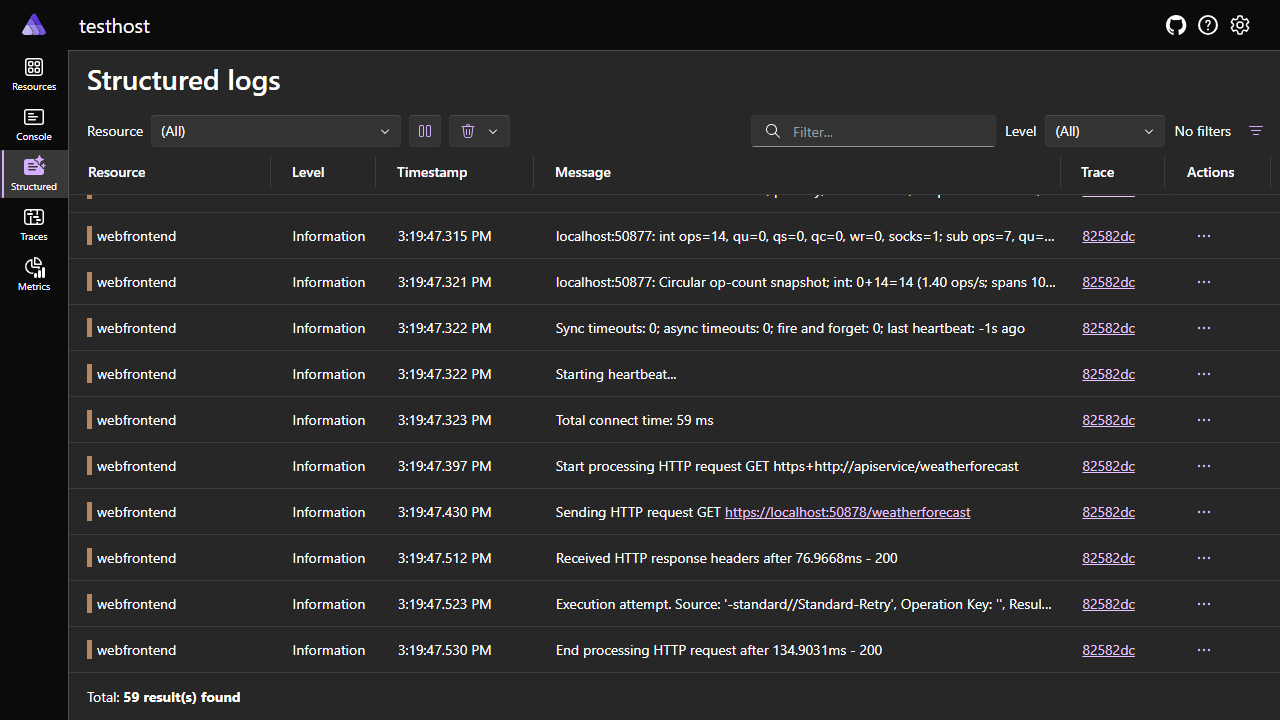 testhost
Resources
Console
Structured
Traces
Metrics
Structured logs
Resource (All) Filter... Level (All) No filters
Resource Level Timestamp Message Trace Actions
webfrontend Information 3:19:47.315 PM localhost:50877: int ops=14, qu=0, qs=0, qc=0, wr=0, socks=1; sub ops=7, qu=... 82582dc ...
webfrontend Information 3:19:47.321 PM localhost:50877: Circular op-count snapshot; int: 0+14=14 (1.40 ops/s; spans 10... 82582dc ...
webfrontend Information 3:19:47.322 PM Sync timeouts: 0; async timeouts: 0; fire and forget: 0; last heartbeat: -1s ago 82582dc ...
webfrontend Information 3:19:47.322 PM Starting heartbeat... 82582dc ...
webfrontend Information 3:19:47.323 PM Total connect time: 59 ms 82582dc ...
webfrontend Information 3:19:47.397 PM Start processing HTTP request GET https+http://apiservice/weatherforecast 82582dc ...
webfrontend Information 3:19:47.430 PM Sending HTTP request GET https://localhost:50878/weatherforecast 82582dc ...
webfrontend Information 3:19:47.512 PM Received HTTP response headers after 76.9668ms - 200 82582dc ...
webfrontend Information 3:19:47.523 PM Execution attempt. Source: '-standard//Standard-Retry', Operation Key: '', Resul... 82582dc ...
webfrontend Information 3:19:47.530 PM End processing HTTP request after 134.9031ms - 200 82582dc ...
Total: 59 result(s) found